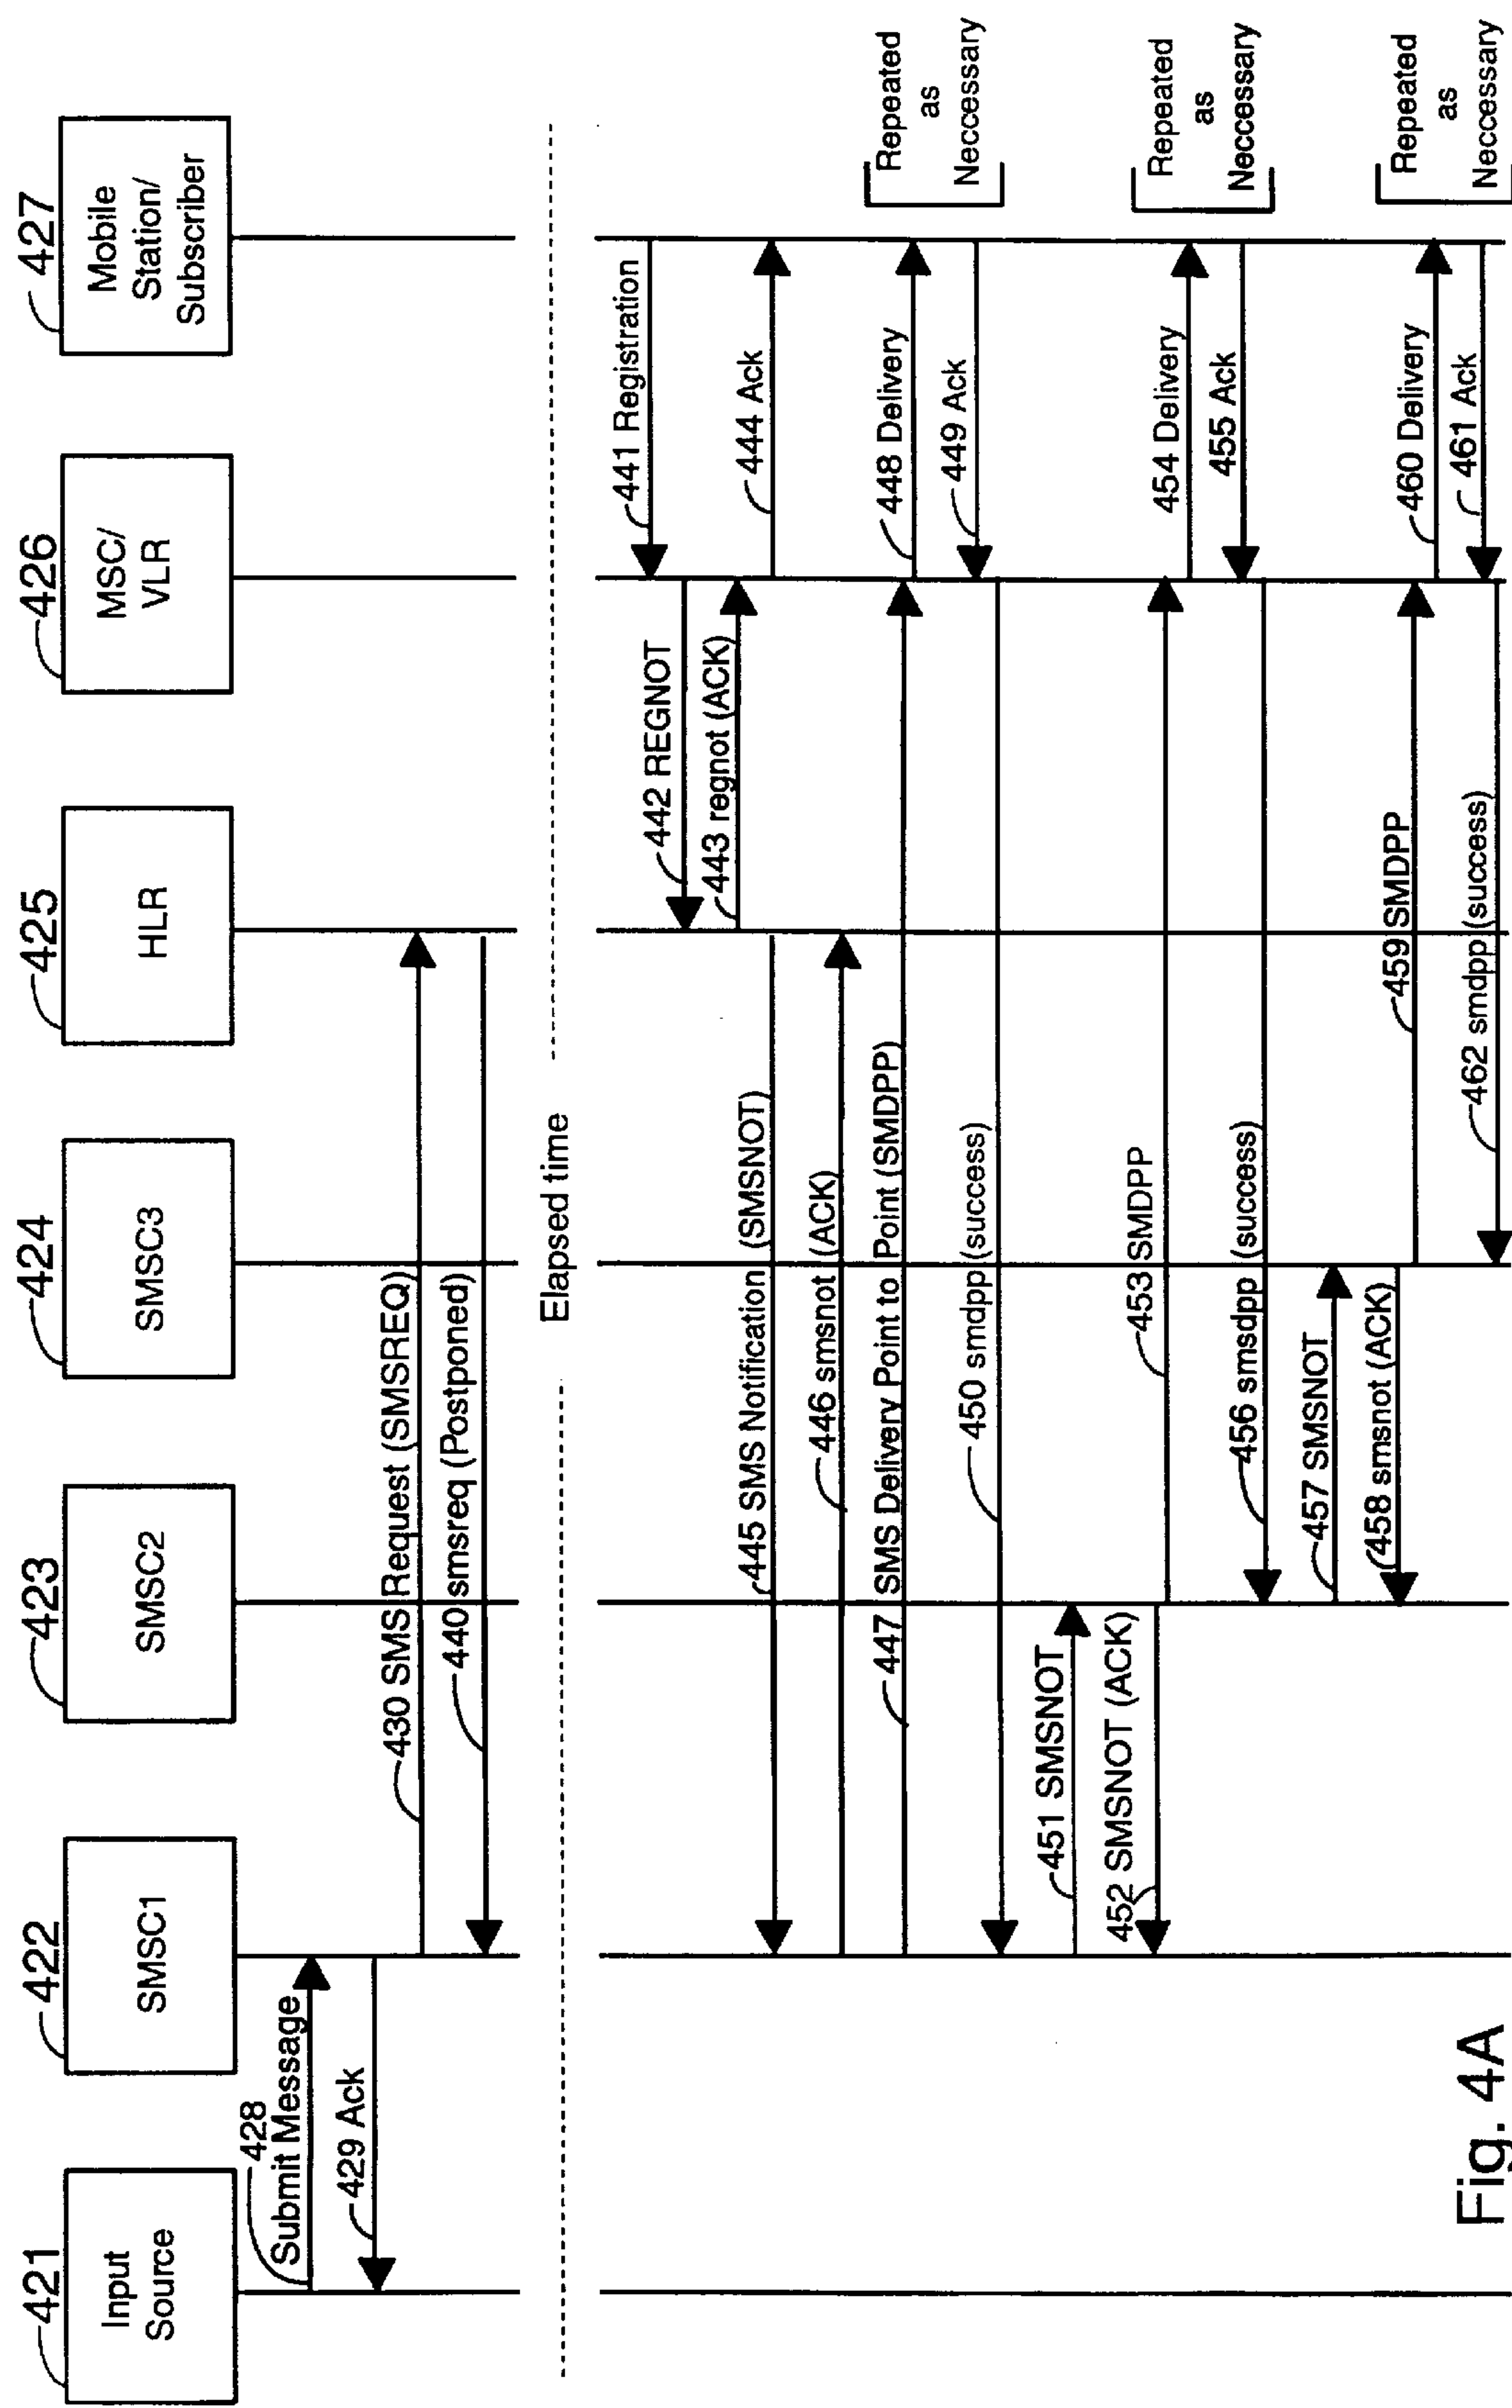 421
Input
Source
422
SMSC1
423
SMSC2
424
SMSC3
425
HLR
426
MSC/
VLR
427
Mobile
Station/
Subscriber
428
Submit Message
429 Ack
430 SMS Request (SMSREQ)
440 smsreq (Postponed)
Elapsed time
441 Registration
442 REGNOT
443 regnot (ACK)
444 Ack
445 SMS Notification (SMSNOT)
446 smsnot (ACK)
447 SMS Delivery Point to Point (SMDPP)
448 Delivery
449 Ack
Repeated
as
Neccessary
450 smdpp (success)
451 SMSNOT
452 SMSNOT (ACK)
453 SMDPP
454 Delivery
455 Ack
Repeated
as
Neccessary
456 smsdpp (success)
457 SMSNOT
458 smsnot (ACK)
459 SMDPP
460 Delivery
461 Ack
Repeated
as
Neccessary
462 smdpp (success)
Fig. 4A